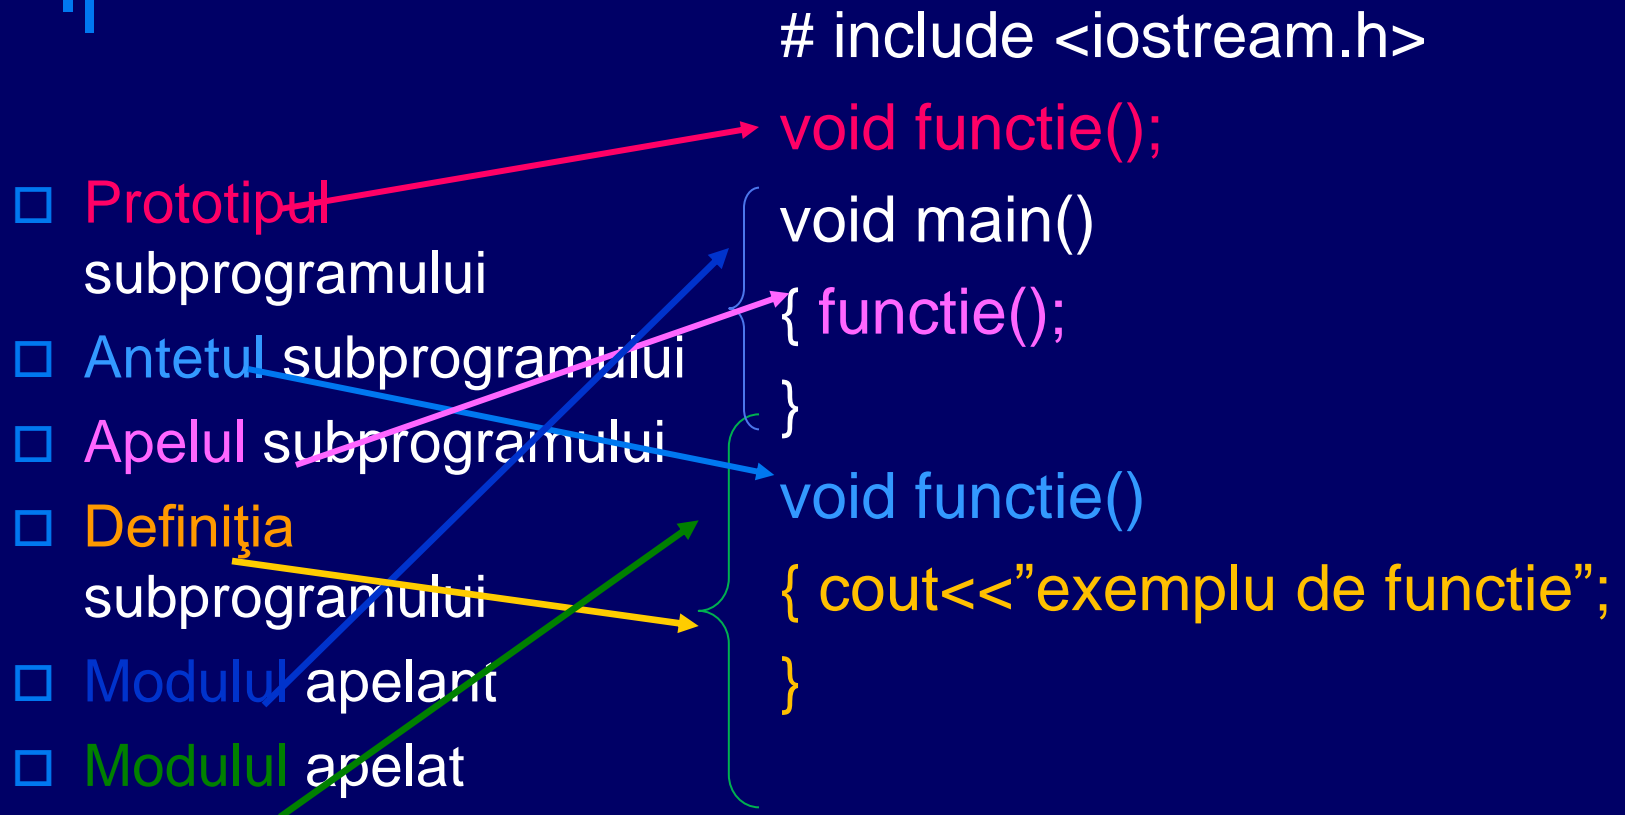 Prototipul
subprogramului
Antetul subprogramului
Apelul subprogramului
Definiţia
subprogramului
Modulul apelant
Modulul apelat
# include <iostream.h>
void functie();
void main()
{ functie();
}
void functie()
{ cout<<”exemplu de functie”;
}